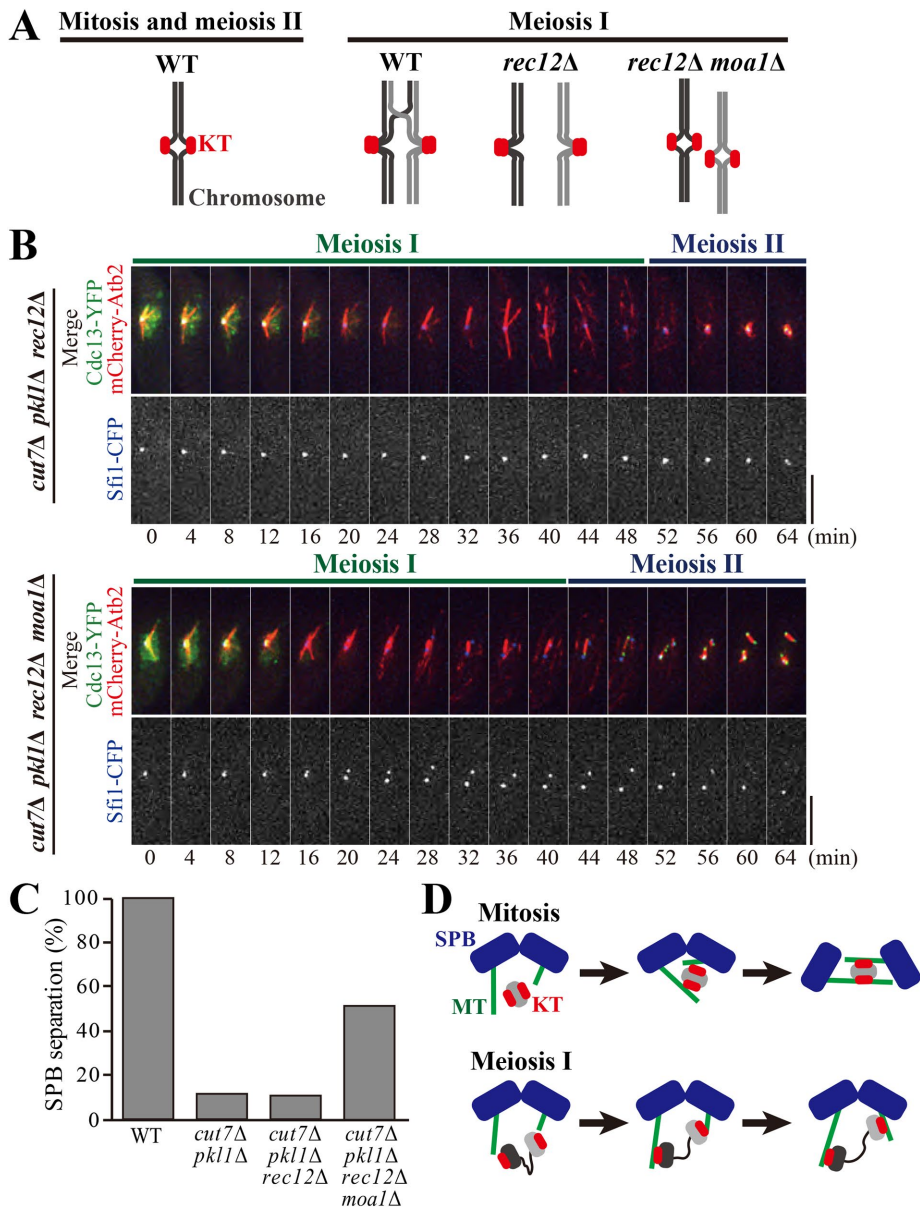 A
Mitosis and meiosis II
Meiosis I
WT
WT
rec12Δ
rec12Δ moa1Δ
KT
Chromosome
B
Meiosis I
Meiosis II
cut7Δ pkl1Δ rec12Δ
Merge
Cdc13-YFP
mCherry-Atb2
Sfi1-CFP
0 4 8 12 16 20 24 28 32 36 40 44 48 52 56 60 64 (min)
Meiosis I
Meiosis II
cut7Δ pkl1Δ rec12Δ moa1Δ
Merge
Cdc13-YFP
mCherry-Atb2
Sfi1-CFP
0 4 8 12 16 20 24 28 32 36 40 44 48 52 56 60 64 (min)
C
SPB separation (%)
100
80
60
40
20
0
WT
cut7Δ
pkl1Δ
cut7Δ
pkl1Δ
rec12Δ
cut7Δ
pkl1Δ
rec12Δ
moa1Δ
D
Mitosis
SPB
MT
KT
Meiosis I